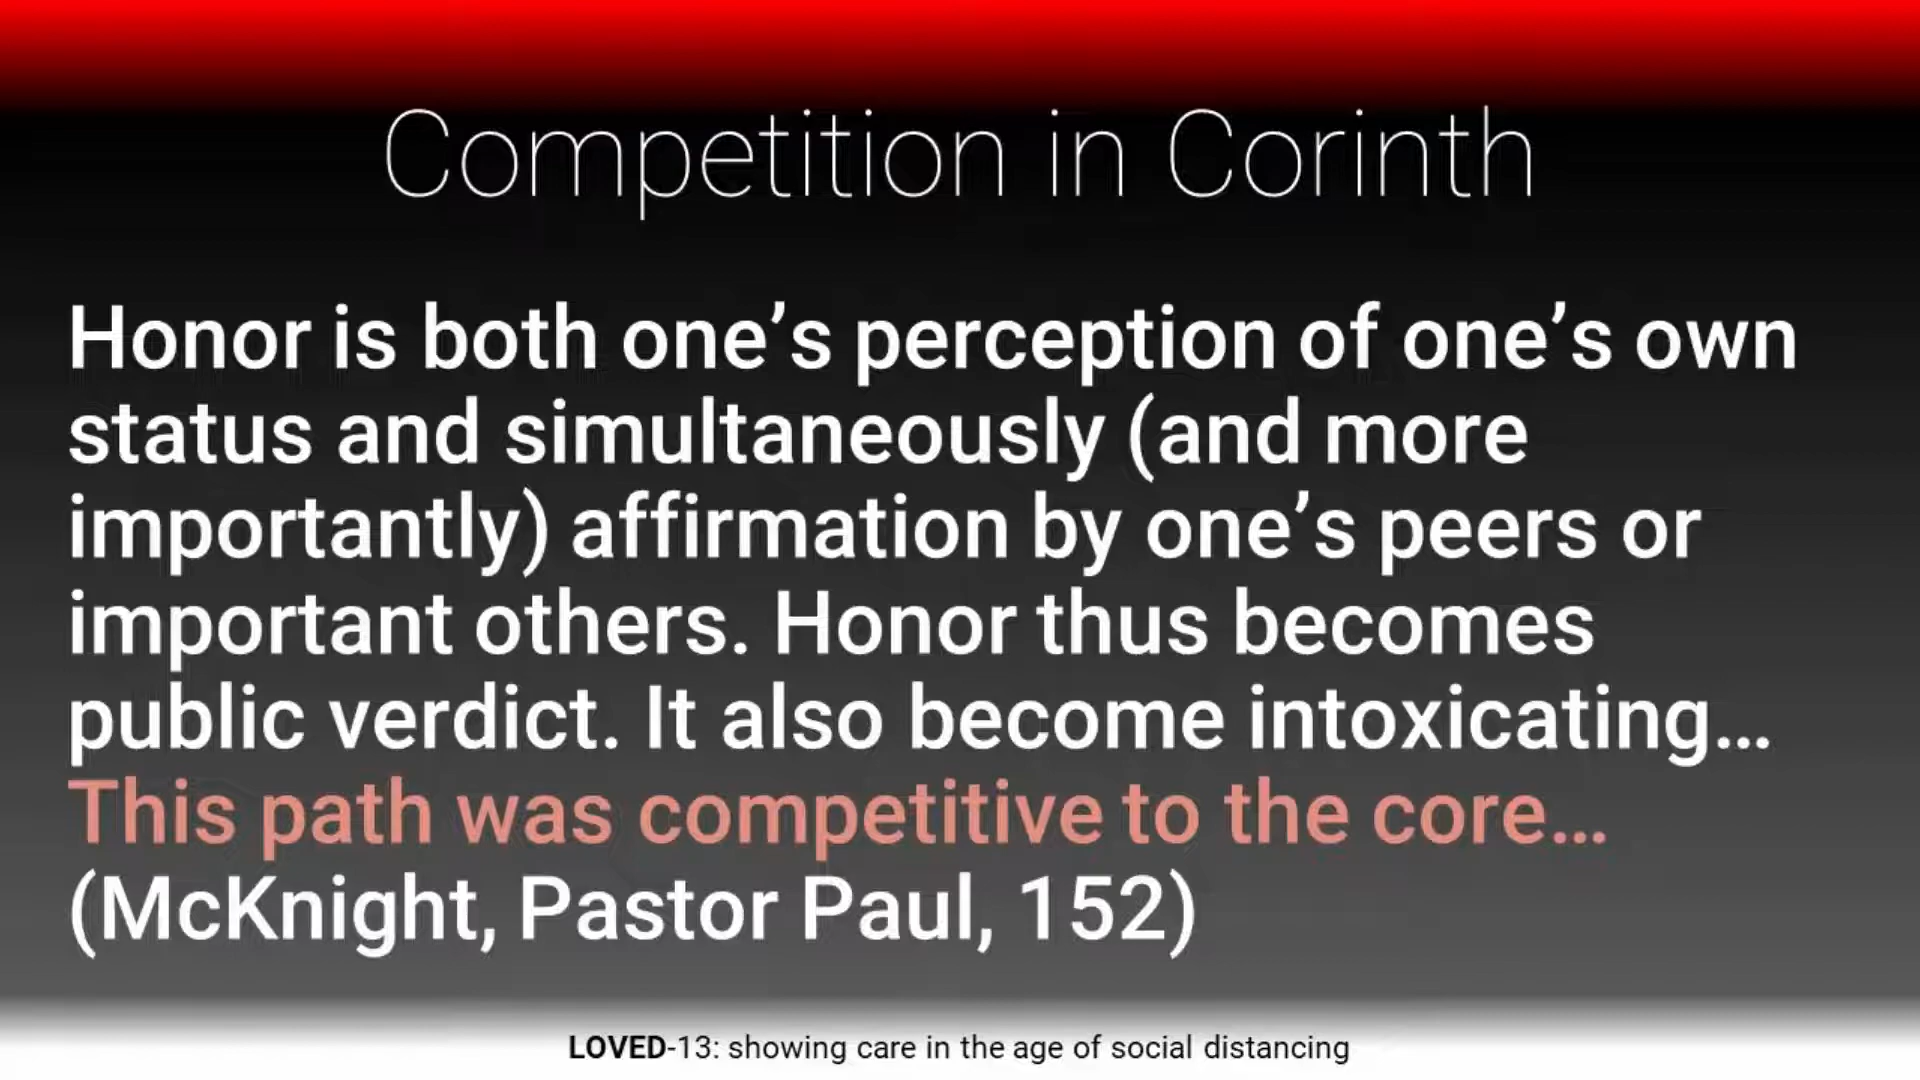 Competition in Corinth
Honor is both one’s perception of one’s own
status and simultaneously (and more
importantly) affirmation by one’s peers or
important others. Honor thus becomes
public verdict. It also become intoxicating…
This path was competitive to the core…
(McKnight, Pastor Paul, 152)
LOVED-13: showing care in the age of social distancing